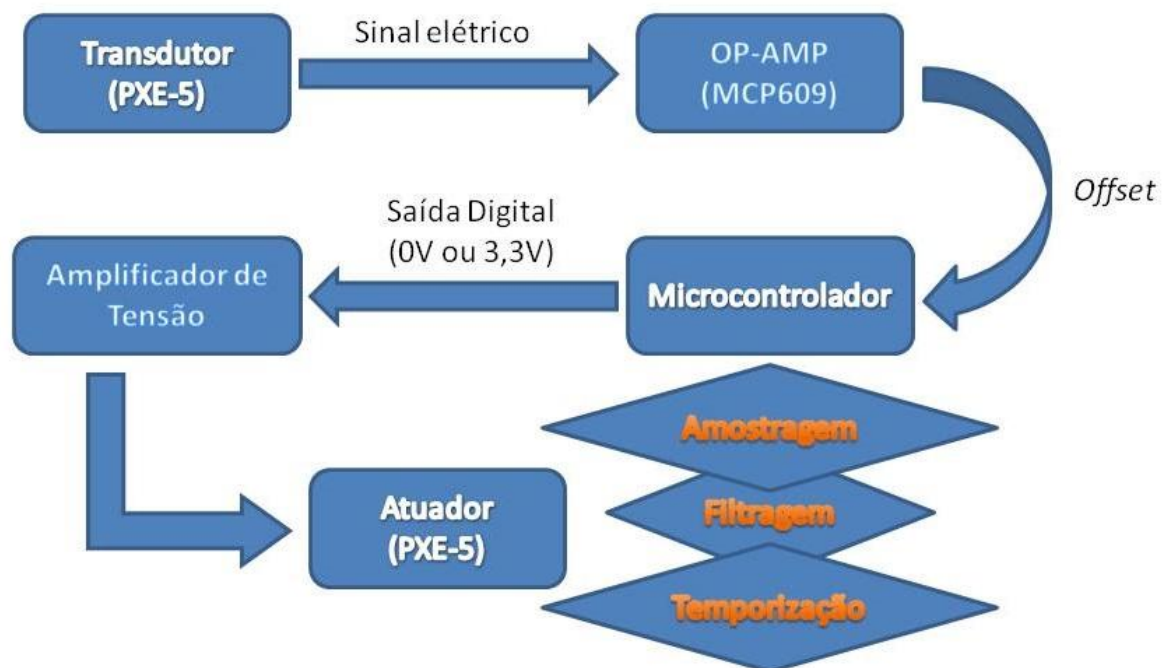 Transdutor
(PXE-5)
Sinal elétrico
OP-AMP
(MCP609)
Offset
Saída Digital
(0V ou 3,3V)
Amplificador de
Tensão
Microcontrolador
Amostragem
Filtragem
Temporização
Atuador
(PXE-5)